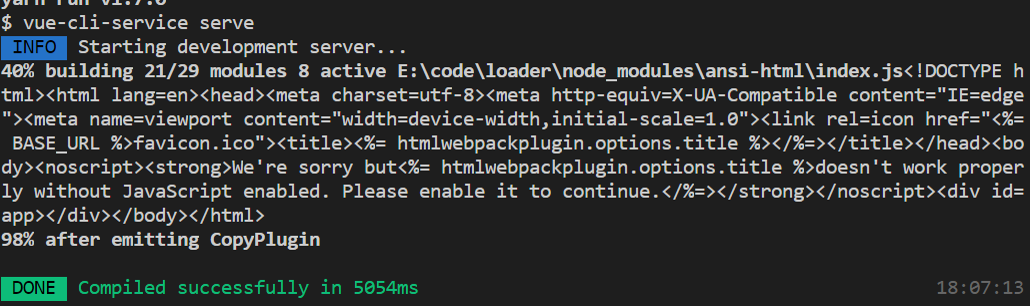 yarn run v1.7.0
$ vue-cli-service serve
INFO Starting development server...
40% building 21/29 modules 8 active E:\code\loader\node_modules\ansi-html\index.js<!DOCTYPE h
tml><html lang=en><head><meta charset=utf-8><meta http-equiv=X-UA-Compatible content="IE=edge
"><meta name=viewport content="width=device-width,initial-scale=1.0"><link rel=icon href="<%=
BASE_URL %>favicon.ico"><title><%= htmlwebpackplugin.options.title %></%=></title></head><bo
dy><noscript><strong>We're sorry but<%= htmlwebpackplugin.options.title %>doesn't work proper
ly without JavaScript enabled. Please enable it to continue.</%=></strong></noscript><div id=
app></div></body></html>
98% after emitting CopyPlugin
DONE Compiled successfully in 5054ms 18:07:13